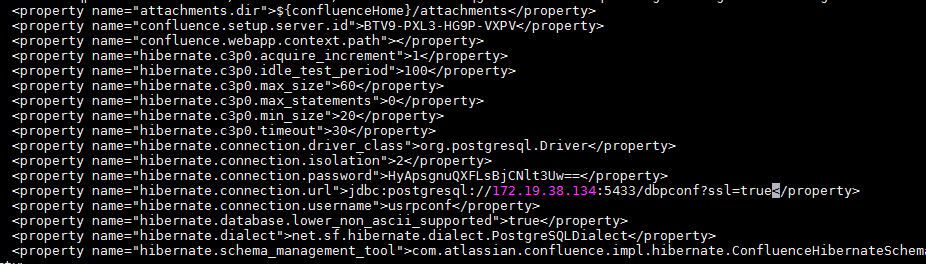 <property name="attachments.dir">${confluenceHome}/attachments</property>
<property name="confluence.setup.server.id">BTV9-PXL3-HG9P-VXPV</property>
<property name="confluence.webapp.context.path"></property>
<property name="hibernate.c3p0.acquire_increment">1</property>
<property name="hibernate.c3p0.idle_test_period">100</property>
<property name="hibernate.c3p0.max_size">60</property>
<property name="hibernate.c3p0.max_statements">0</property>
<property name="hibernate.c3p0.min_size">20</property>
<property name="hibernate.c3p0.timeout">30</property>
<property name="hibernate.connection.driver_class">org.postgresql.Driver</property>
<property name="hibernate.connection.isolation">2</property>
<property name="hibernate.connection.password">HyApsgnuQXFLsBjCNlt3Uw==</property>
<property name="hibernate.connection.url">jdbc:postgresql://172.19.38.134:5433/dbpconf?ssl=true</property>
<property name="hibernate.connection.username">usrpconf</property>
<property name="hibernate.database.lower_non_ascii_supported">true</property>
<property name="hibernate.dialect">net.sf.hibernate.dialect.PostgreSQLDialect</property>
<property name="hibernate.schema_management_tool">com.atlassian.confluence.impl.hibernate.ConfluenceHibernateSchema